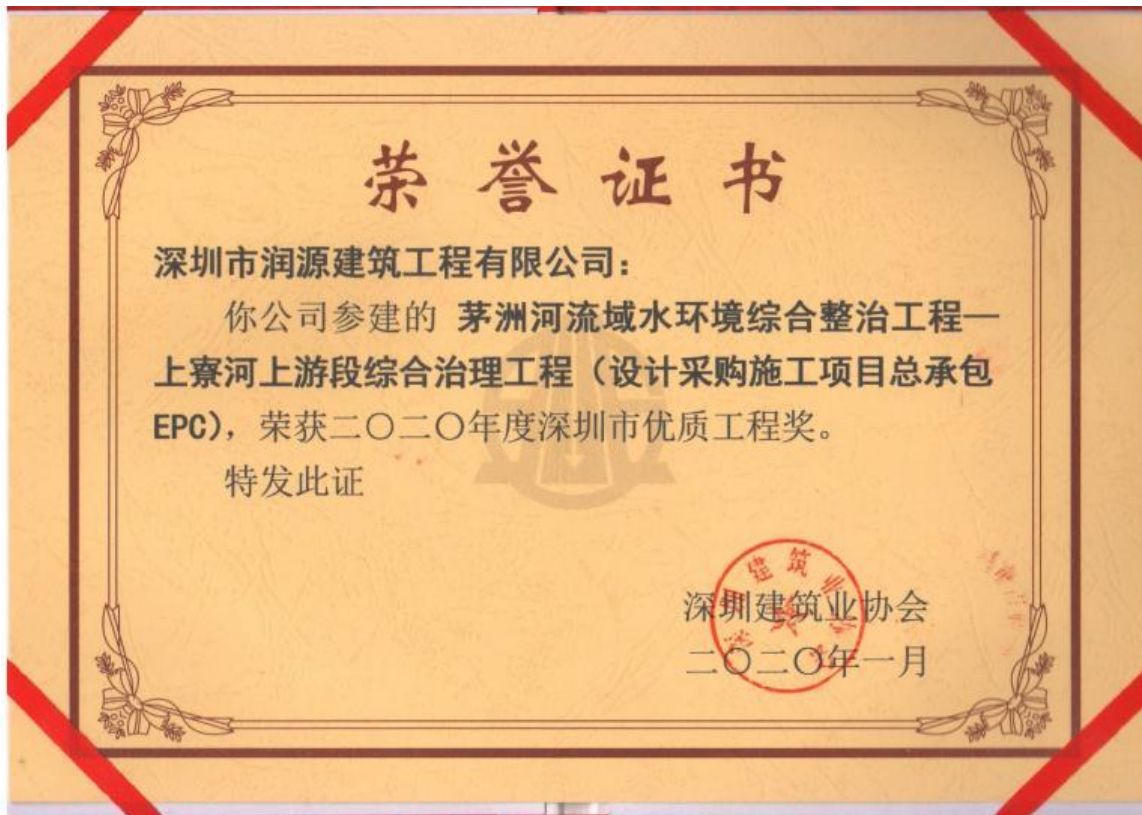 荣誉证书
深圳市润源建筑工程有限公司：
你公司参建的 茅洲河流域水环境综合整治工程—
上寮河上游段综合治理工程（设计采购施工项目总承包
EPC），荣获二〇二〇年度深圳市优质工程奖。
特发此证
深圳建筑业协会
二〇二〇年一月